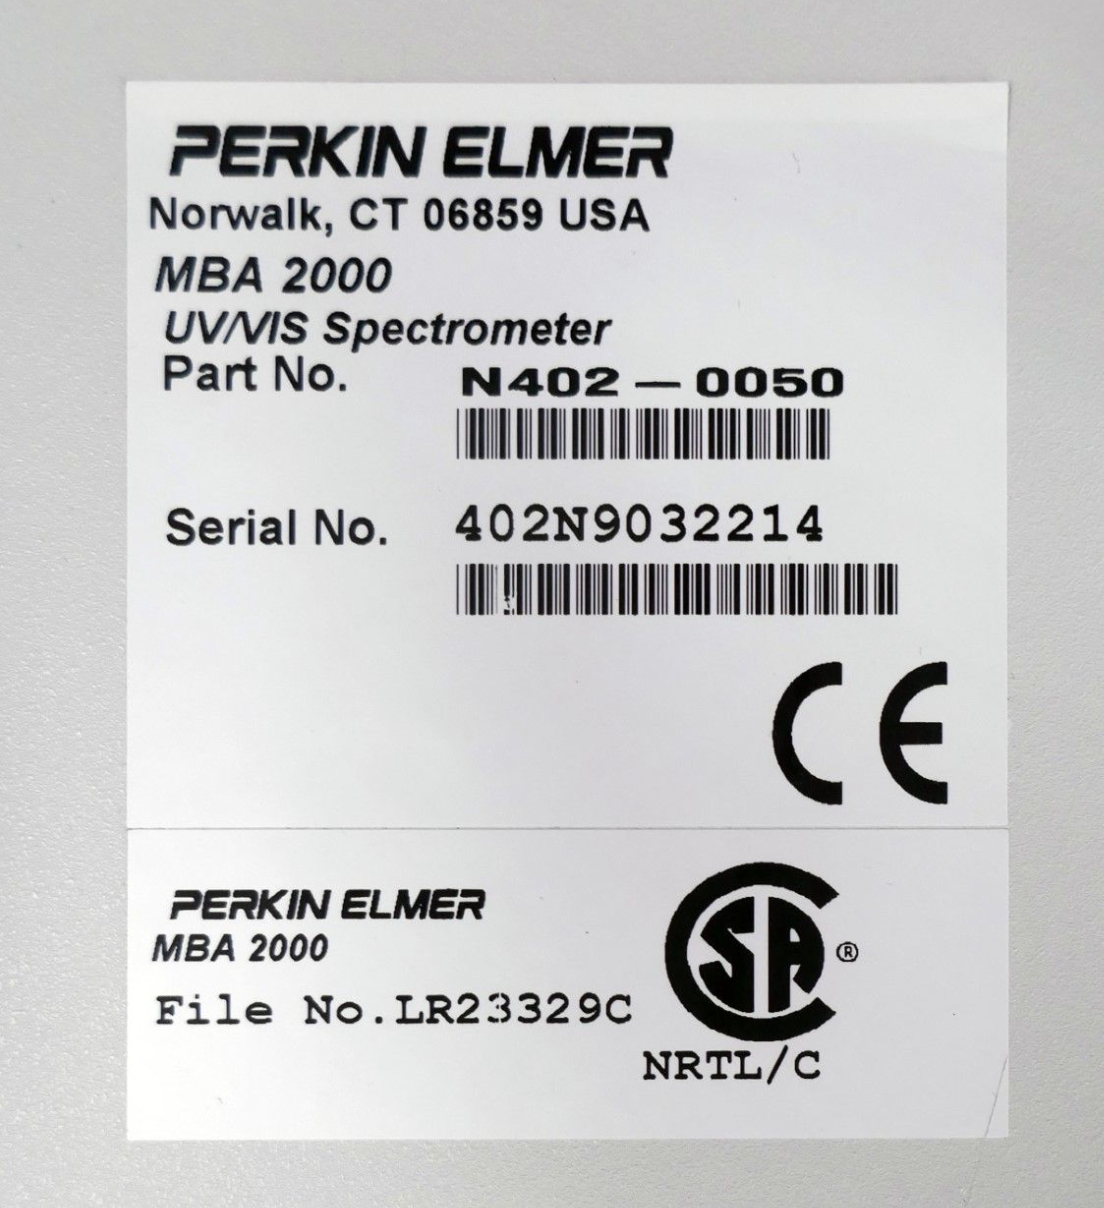 PERKIN ELMER
Norwalk, CT 06859 USA
MBA 2000
UV/VIS Spectrometer
Part No. N402-0050
Serial No. 402N9032214
CE
PERKIN ELMER
MBA 2000
File No.LR23329C
CSA ®
NRTL/C